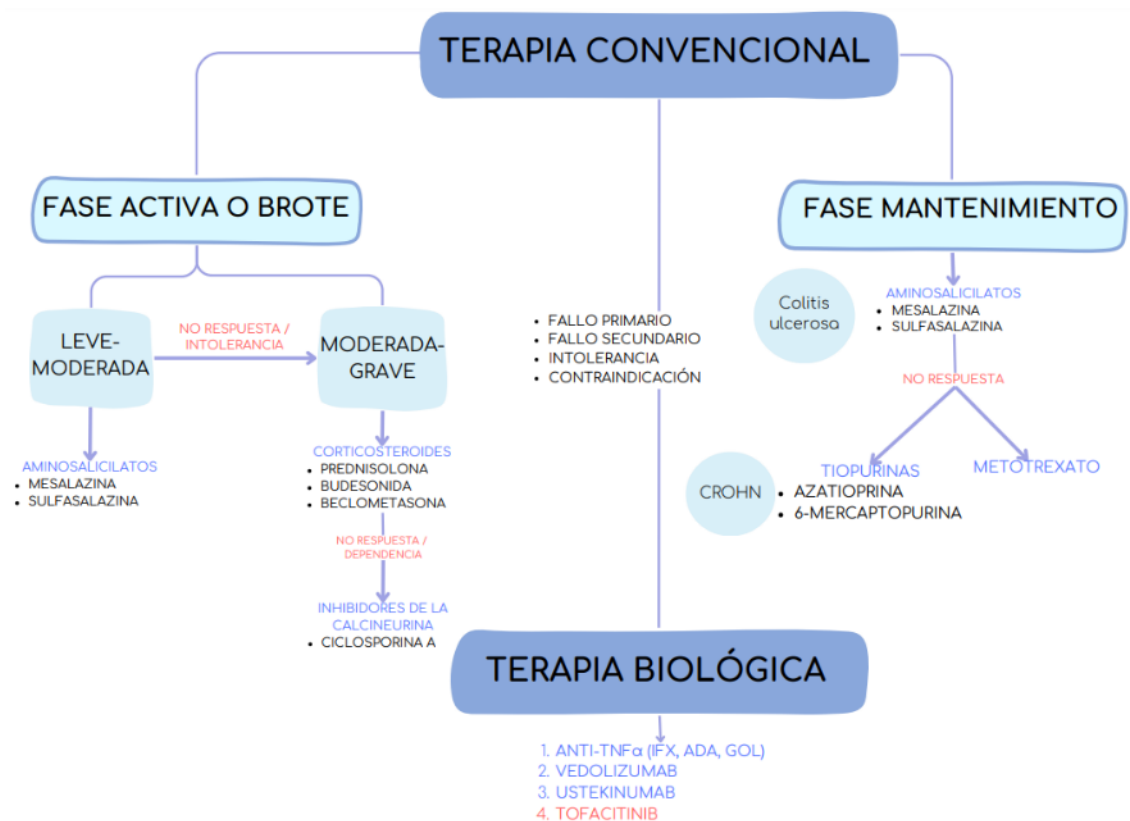 TERAPIA CONVENCIONAL
FASE ACTIVA O BROTE
LEVE-
MODERADA
NO RESPUESTA /
INTOLERANCIA
MODERADA-
GRAVE
AMINOSALICILATOS
• MESALAZINA
• SULFASALAZINA
CORTICOSTEROIDES
• PREDNISOLONA
• BUDESONIDA
• BECLOMETASONA
NO RESPUESTA /
DEPENDENCIA
INHIBIDORES DE LA
CALCINEURINA
• CICLOSPORINA A
• FALLO PRIMARIO
• FALLO SECUNDARIO
• INTOLERANCIA
• CONTRAINDICACIÓN
FASE MANTENIMIENTO
Colitis
ulcerosa
AMINOSALICILATOS
• MESALAZINA
• SULFASALAZINA
NO RESPUESTA
CROHN
TIOPURINAS
• AZATIOPRINA
• 6-MERCAPTOPURINA
METOTREXATO
TERAPIA BIOLÓGICA
1. ANTI-TNFα (IFX, ADA, GOL)
2. VEDOLIZUMAB
3. USTEKINUMAB
4. TOFACITINIB